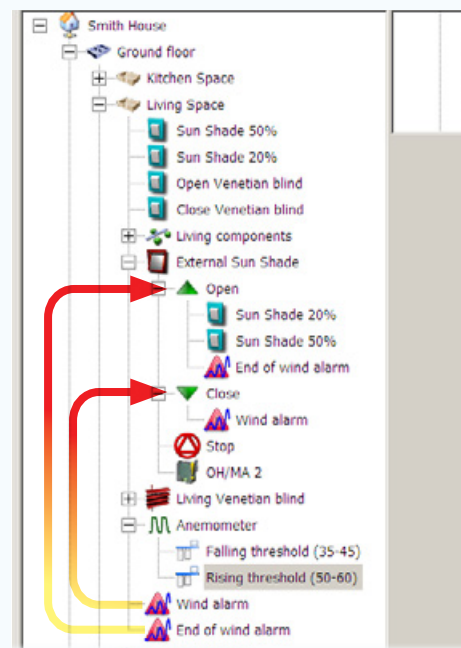 Smith House
Ground floor
Kitchen Space
Living Space
Sun Shade 50%
Sun Shade 20%
Open Venetian blind
Close Venetian blind
Living components
External Sun Shade
Open
Sun Shade 20%
Sun Shade 50%
End of wind alarm
Close
Wind alarm
Stop
OH/MA 2
Living Venetian blind
Anemometer
Falling threshold (35-45)
Rising threshold (50-60)
Wind alarm
End of wind alarm